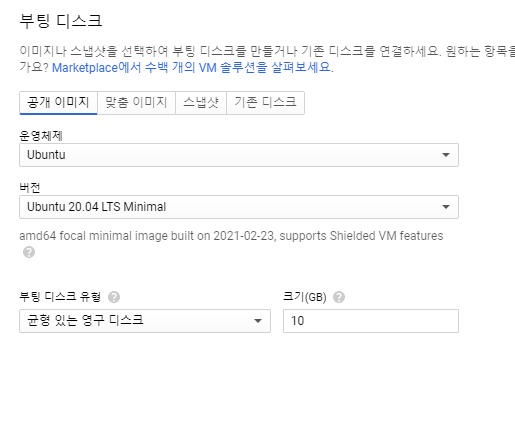 부팅 디스크
이미지나 스냅샷을 선택하여 부팅 디스크를 만들거나 기존 디스크를 연결하세요. 원하는 항목을
가요? Marketplace에서 수백 개의 VM 솔루션을 살펴보세요.
공개 이미지 맞춤 이미지 스냅샷 기존 디스크
운영체제
Ubuntu
버전
Ubuntu 20.04 LTS Minimal
amd64 focal minimal image built on 2021-02-23, supports Shielded VM features
?
부팅 디스크 유형 ? 크기(GB) ?
균형 있는 영구 디스크 10